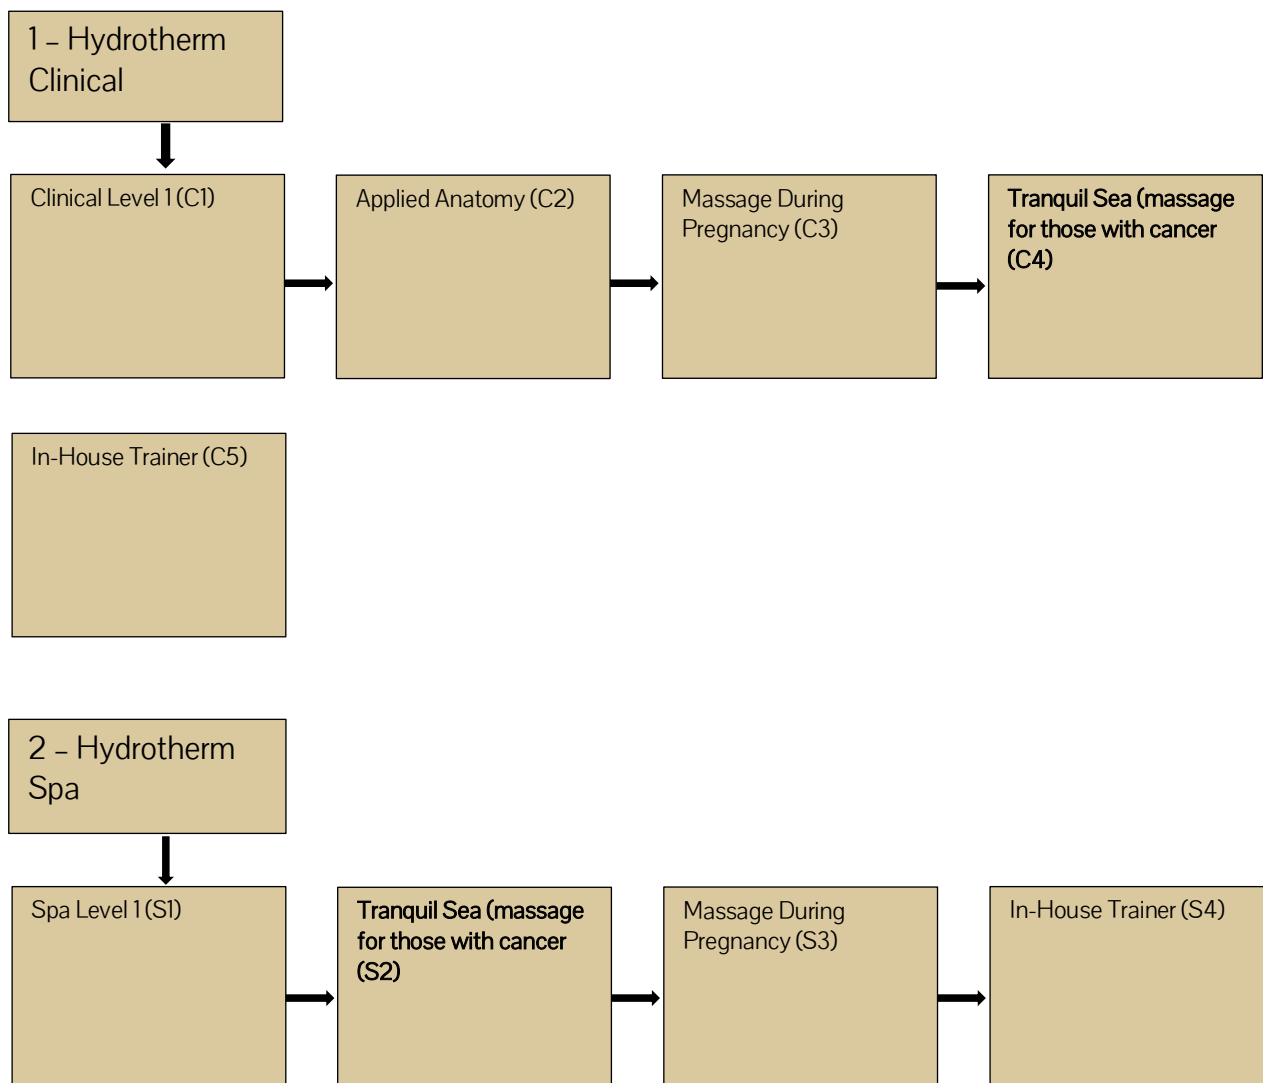 1 – Hydrotherm
Clinical
Clinical Level 1 (C1)
Applied Anatomy (C2)
Massage During
Pregnancy (C3)
Tranquil Sea (massage
for those with cancer
(C4)
In-House Trainer (C5)
2 – Hydrotherm
Spa
Spa Level 1 (S1)
Tranquil Sea (massage
for those with cancer
(S2)
Massage During
Pregnancy (S3)
In-House Trainer (S4)